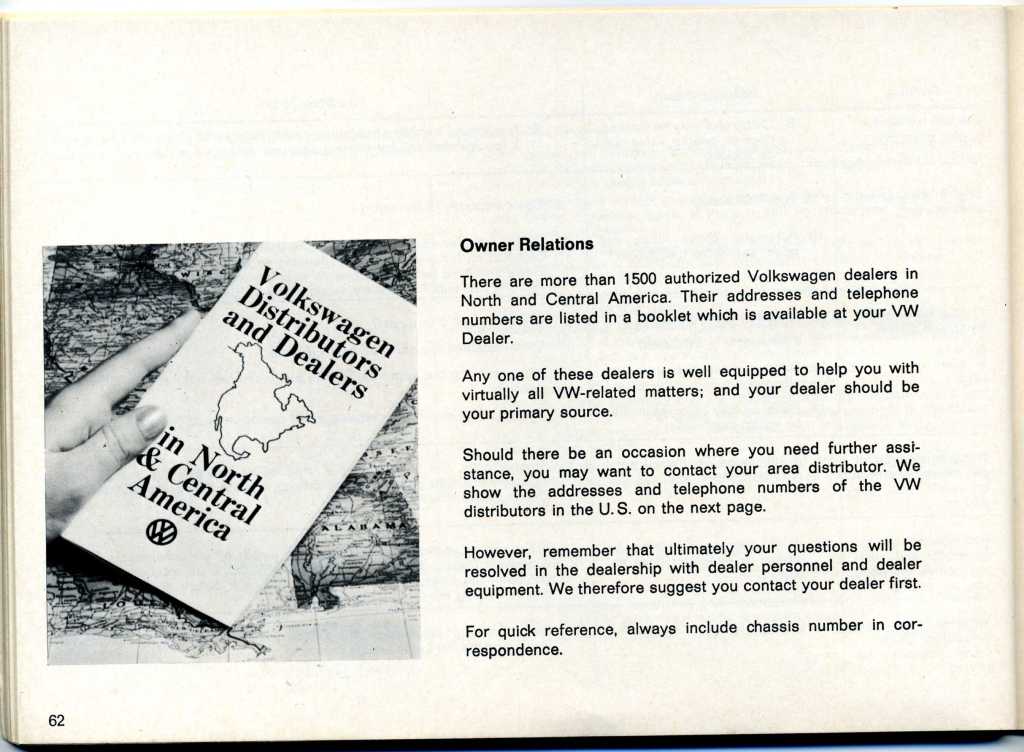 Volkswagen
Distributors
and Dealers
in North
& Central
America
ALABAMA
Owner Relations
There are more than 1500 authorized Volkswagen dealers in
North and Central America. Their addresses and telephone
numbers are listed in a booklet which is available at your VW
Dealer.
Any one of these dealers is well equipped to help you with
virtually all VW-related matters; and your dealer should be
your primary source.
Should there be an occasion where you need further assi-
stance, you may want to contact your area distributor. We
show the addresses and telephone numbers of the VW
distributors in the U.S. on the next page.
However, remember that ultimately your questions will be
resolved in the dealership with dealer personnel and dealer
equipment. We therefore suggest you contact your dealer first.
For quick reference, always include chassis number in cor-
respondence.
62